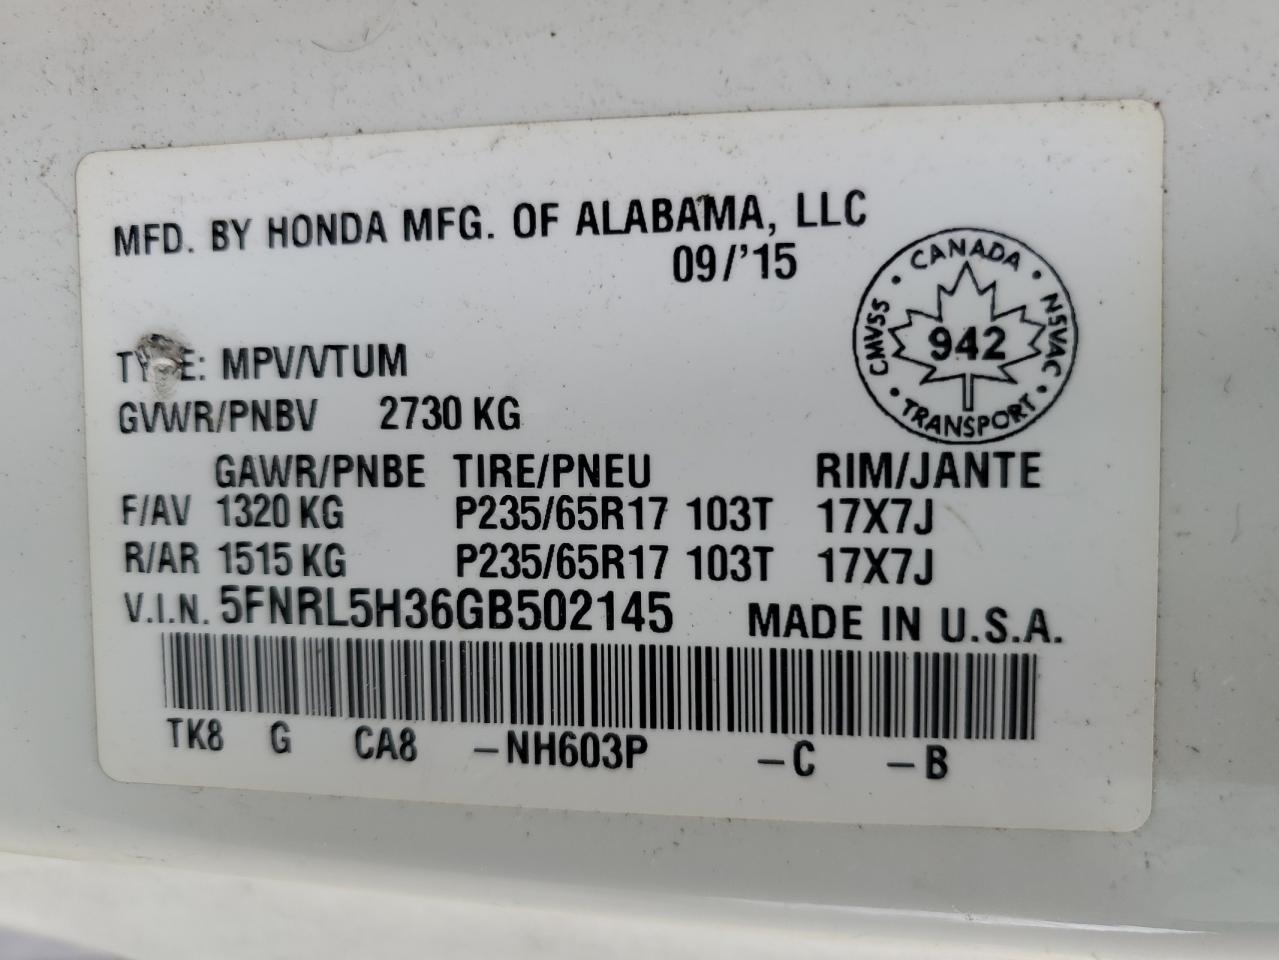 MFD. BY HONDA MFG. OF ALABAMA, LLC
09/'15
CANADA
CMVSS
NSVAC
942
TRANSPORT
TYPE: MPV/VTUM
GVWR/PNBV 2730 KG
GAWR/PNBE TIRE/PNEU RIM/JANTE
F/AV 1320 KG P235/65R17 103T 17X7J
R/AR 1515 KG P235/65R17 103T 17X7J
V.I.N. 5FNRL5H36GB502145 MADE IN U.S.A.
TK8 G CA8 -NH603P -C -B